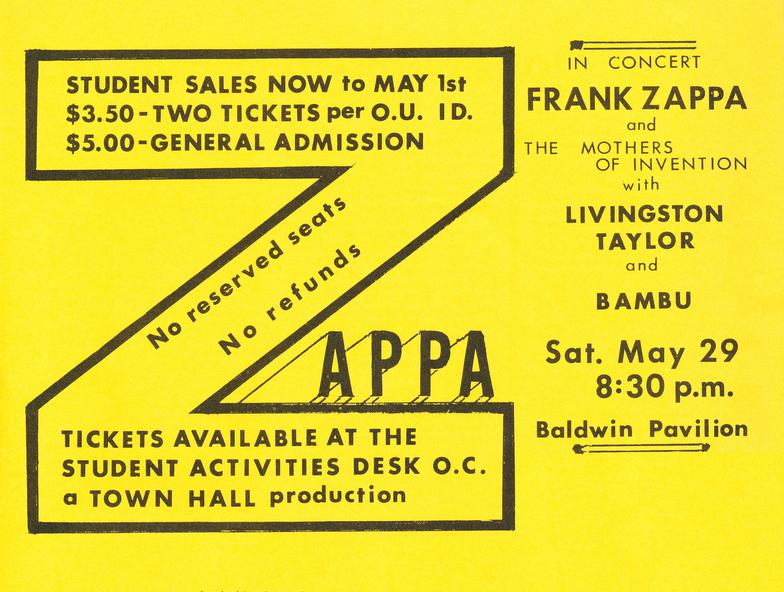 STUDENT SALES NOW to MAY 1st
$3.50-TWO TICKETS per O.U. ID.
$5.00-GENERAL ADMISSION
No reserved seats
No refunds
ZAPPA
TICKETS AVAILABLE AT THE
STUDENT ACTIVITIES DESK O.C.
a TOWN HALL production
IN CONCERT
FRANK ZAPPA
and
THE MOTHERS
OF INVENTION
with
LIVINGSTON
TAYLOR
and
BAMBU
Sat. May 29
8:30 p.m.
Baldwin Pavilion